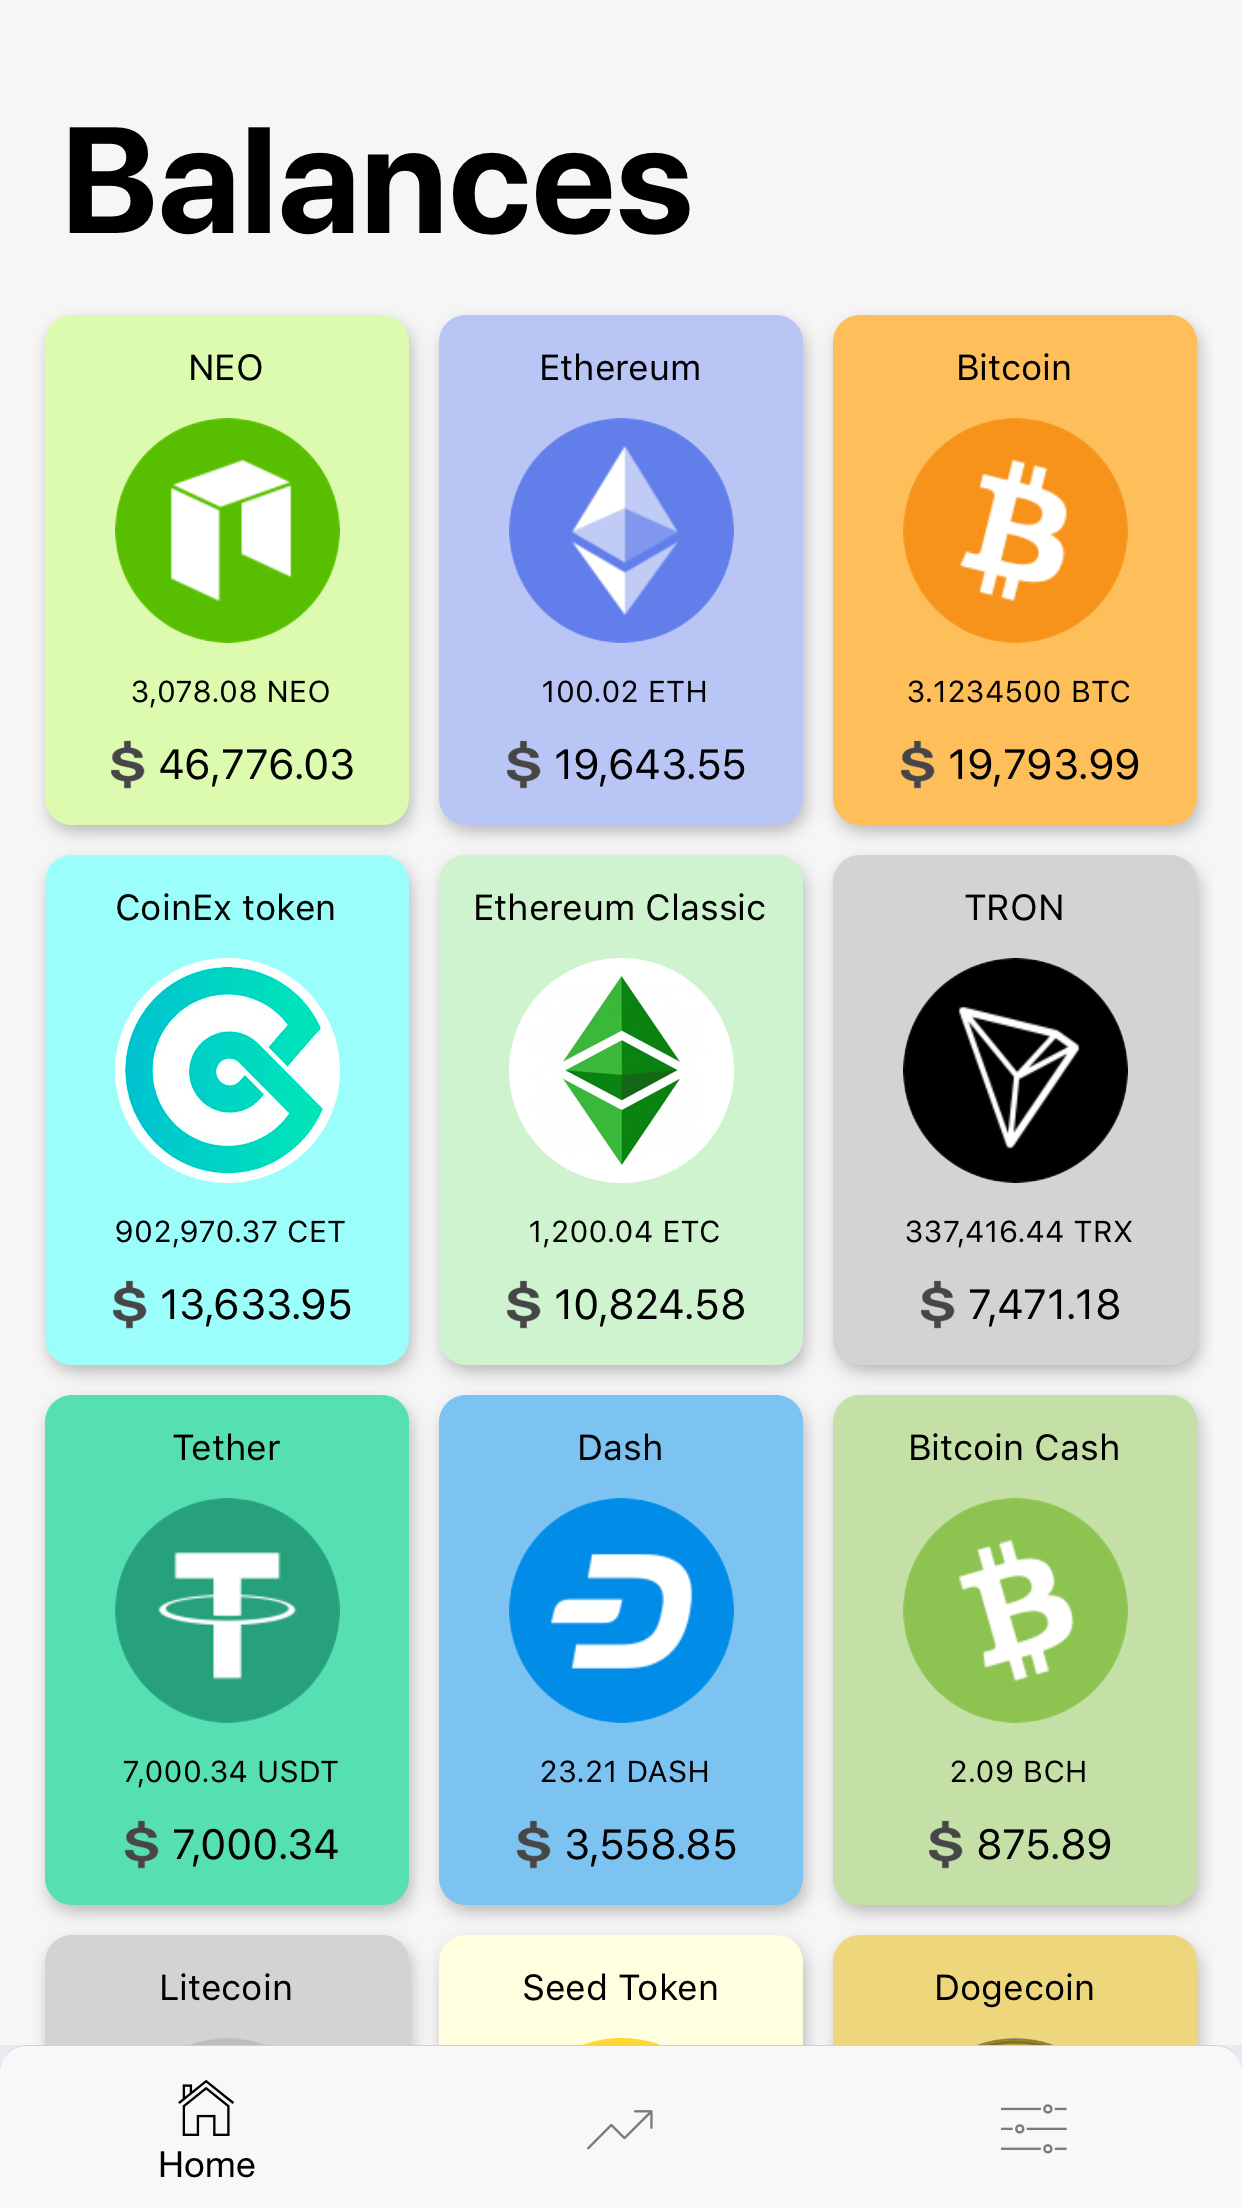 Balances
NEO
3,078.08 NEO
$ 46,776.03
Ethereum
100.02 ETH
$ 19,643.55
Bitcoin
3.1234500 BTC
$ 19,793.99
CoinEx token
902,970.37 CET
$ 13,633.95
Ethereum Classic
1,200.04 ETC
$ 10,824.58
TRON
337,416.44 TRX
$ 7,471.18
Tether
7,000.34 USDT
$ 7,000.34
Dash
23.21 DASH
$ 3,558.85
Bitcoin Cash
2.09 BCH
$ 875.89
Litecoin
Seed Token
Dogecoin
Home